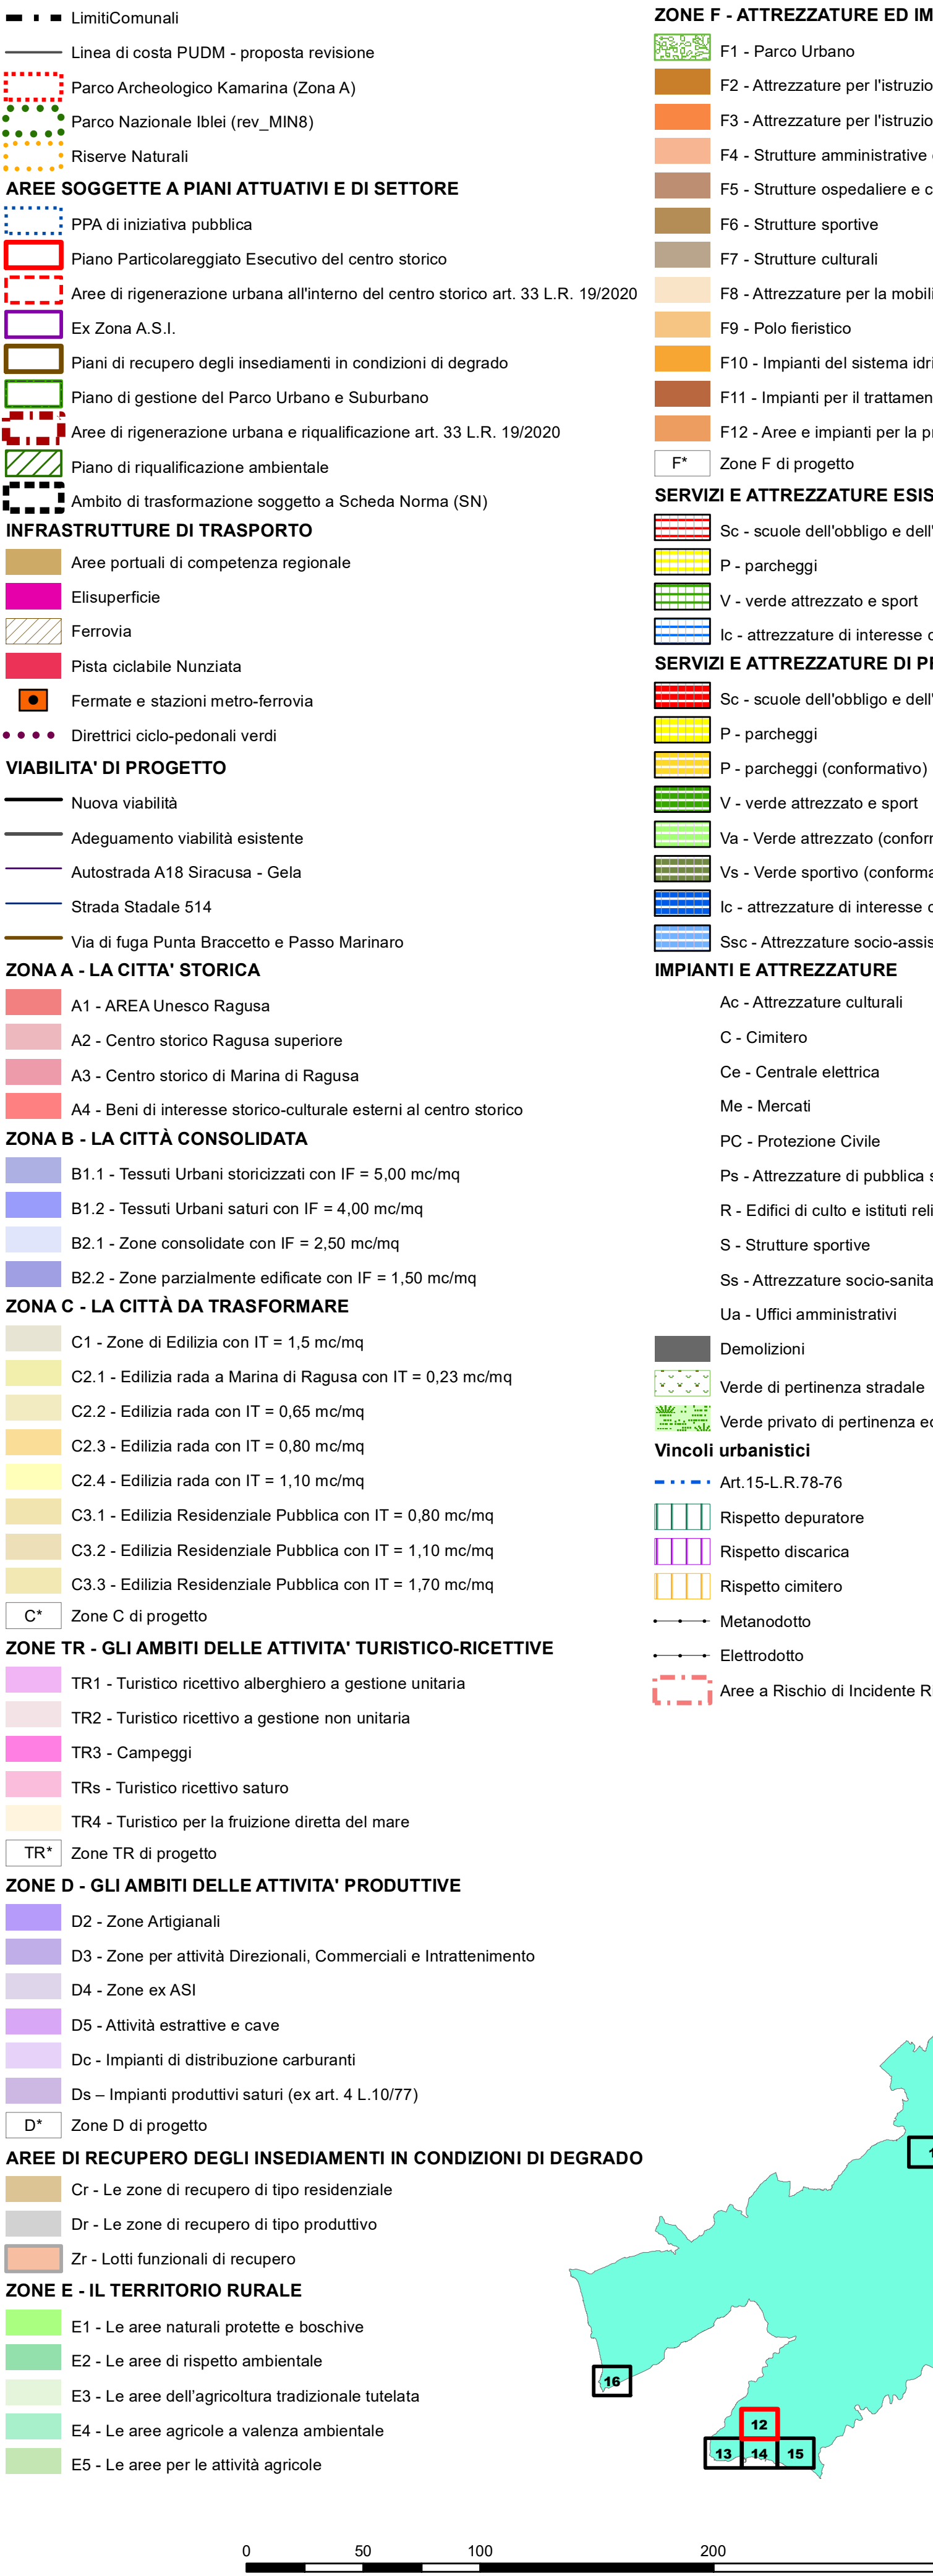 LimitiComunali
Linea di costa PUDM - proposta revisione
Parco Archeologico Kamarina (Zona A)
Parco Nazionale Iblei (rev_MIN8)
Riserve Naturali
AREE SOGGETTE A PIANI ATTUATIVI E DI SETTORE
PPA di iniziativa pubblica
Piano Particolareggiato Esecutivo del centro storico
Aree di rigenerazione urbana all'interno del centro storico art. 33 L.R. 19/2020
Ex Zona A.S.I.
Piani di recupero degli insediamenti in condizioni di degrado
Piano di gestione del Parco Urbano e Suburbano
Aree di rigenerazione urbana e riqualificazione art. 33 L.R. 19/2020
Piano di riqualificazione ambientale
Ambito di trasformazione soggetto a Scheda Norma (SN)
INFRASTRUTTURE DI TRASPORTO
Aree portuali di competenza regionale
Elisuperficie
Ferrovia
Pista ciclabile Nunziata
Fermate e stazioni metro-ferrovia
Direttrici ciclo-pedonali verdi
VIABILITA' DI PROGETTO
Nuova viabilità
Adeguamento viabilità esistente
Autostrada A18 Siracusa - Gela
Strada Stadale 514
Via di fuga Punta Braccetto e Passo Marinaro
ZONA A - LA CITTA' STORICA
A1 - AREA Unesco Ragusa
A2 - Centro storico Ragusa superiore
A3 - Centro storico di Marina di Ragusa
A4 - Beni di interesse storico-culturale esterni al centro storico
ZONA B - LA CITTÀ CONSOLIDATA
B1.1 - Tessuti Urbani storicizzati con IF = 5,00 mc/mq
B1.2 - Tessuti Urbani saturi con IF = 4,00 mc/mq
B2.1 - Zone consolidate con IF = 2,50 mc/mq
B2.2 - Zone parzialmente edificate con IF = 1,50 mc/mq
ZONA C - LA CITTÀ DA TRASFORMARE
C1 - Zone di Edilizia con IT = 1,5 mc/mq
C2.1 - Edilizia rada a Marina di Ragusa con IT = 0,23 mc/mq
C2.2 - Edilizia rada con IT = 0,65 mc/mq
C2.3 - Edilizia rada con IT = 0,80 mc/mq
C2.4 - Edilizia rada con IT = 1,10 mc/mq
C3.1 - Edilizia Residenziale Pubblica con IT = 0,80 mc/mq
C3.2 - Edilizia Residenziale Pubblica con IT = 1,10 mc/mq
C3.3 - Edilizia Residenziale Pubblica con IT = 1,70 mc/mq
C* Zone C di progetto
ZONE TR - GLI AMBITI DELLE ATTIVITA' TURISTICO-RICETTIVE
TR1 - Turistico ricettivo alberghiero a gestione unitaria
TR2 - Turistico ricettivo a gestione non unitaria
TR3 - Campeggi
TRs - Turistico ricettivo saturo
TR4 - Turistico per la fruizione diretta del mare
TR* Zone TR di progetto
ZONE D - GLI AMBITI DELLE ATTIVITA' PRODUTTIVE
D2 - Zone Artigianali
D3 - Zone per attività Direzionali, Commerciali e Intrattenimento
D4 - Zone ex ASI
D5 - Attività estrattive e cave
Dc - Impianti di distribuzione carburanti
Ds – Impianti produttivi saturi (ex art. 4 L.10/77)
D* Zone D di progetto
AREE DI RECUPERO DEGLI INSEDIAMENTI IN CONDIZIONI DI DEGRADO
Cr - Le zone di recupero di tipo residenziale
Dr - Le zone di recupero di tipo produttivo
Zr - Lotti funzionali di recupero
ZONE E - IL TERRITORIO RURALE
E1 - Le aree naturali protette e boschive
E2 - Le aree di rispetto ambientale
E3 - Le aree dell'agricoltura tradizionale tutelata
E4 - Le aree agricole a valenza ambientale
E5 - Le aree per le attività agricole
ZONE F - ATTREZZATURE ED IM
F1 - Parco Urbano
F2 - Attrezzature per l'istruzio
F3 - Attrezzature per l'istruzio
F4 - Strutture amministrative
F5 - Strutture ospedaliere e c
F6 - Strutture sportive
F7 - Strutture culturali
F8 - Attrezzature per la mobili
F9 - Polo fieristico
F10 - Impianti del sistema idri
F11 - Impianti per il trattamen
F12 - Aree e impianti per la pr
F* Zone F di progetto
SERVIZI E ATTREZZATURE ESIS
Sc - scuole dell'obbligo e dell'
P - parcheggi
V - verde attrezzato e sport
Ic - attrezzature di interesse c
SERVIZI E ATTREZZATURE DI PR
Sc - scuole dell'obbligo e dell'
P - parcheggi
P - parcheggi (conformativo)
V - verde attrezzato e sport
Va - Verde attrezzato (confor
Vs - Verde sportivo (conforma
Ic - attrezzature di interesse c
Ssc - Attrezzature socio-assis
IMPIANTI E ATTREZZATURE
Ac - Attrezzature culturali
C - Cimitero
Ce - Centrale elettrica
Me - Mercati
PC - Protezione Civile
Ps - Attrezzature di pubblica s
R - Edifici di culto e istituti reli
S - Strutture sportive
Ss - Attrezzature socio-sanita
Ua - Uffici amministrativi
Demolizioni
Verde di pertinenza stradale
Verde privato di pertinenza ed
Vincoli urbanistici
Art.15-L.R.78-76
Rispetto depuratore
Rispetto discarica
Rispetto cimitero
Metanodotto
Elettrodotto
Aree a Rischio di Incidente R
16
12
13 14 15
0 50 100 200